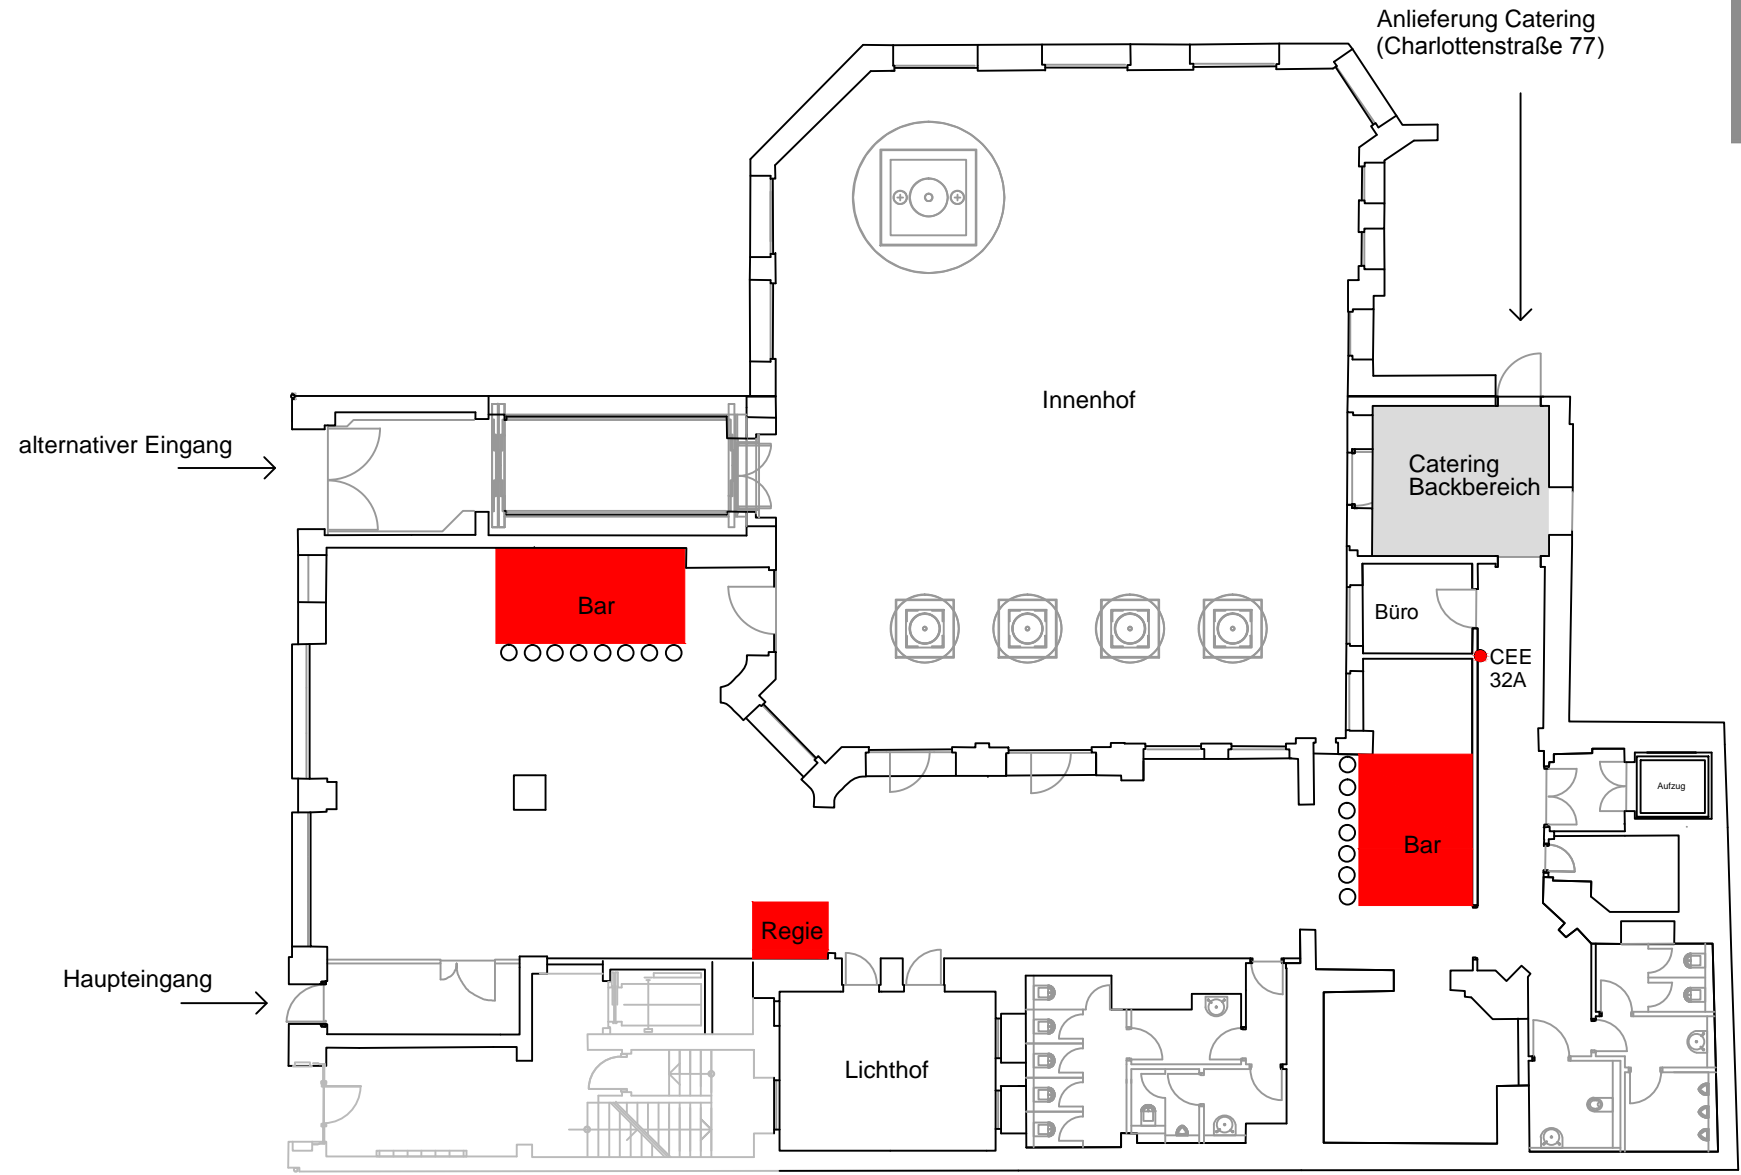 Anlieferung Catering
(Charlottenstraße 77)
Innenhof
alternativer Eingang
Catering
Backbereich
Bar
Büro
CEE
32A
Aufzug
Bar
Regie
Haupteingang
Lichthof